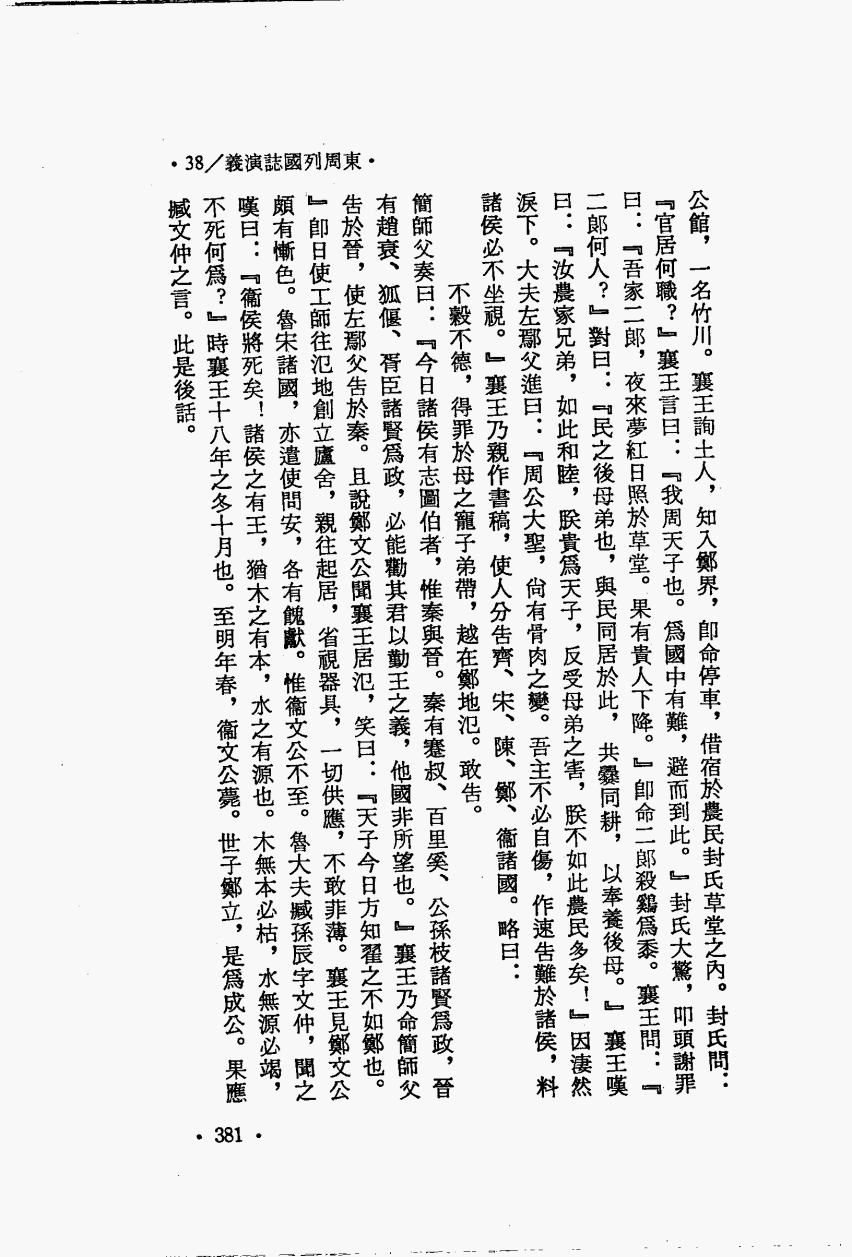 ・38／義演誌國列周東・
公館，一名竹川。襄王詢土人，知入鄭界，卽命停車，借宿於農民封氏草堂之內。封氏問：
『官居何職？』襄王言曰：『我周天子也。爲國中有難，避而到此。』封氏大驚，叩頭謝罪
曰：『吾家二郎，夜來夢紅日照於草堂。果有貴人下降。』卽命二郎殺鷄爲黍。襄王問：『
二郎何人？』對曰：『民之後母弟也，與民同居於此，共爨同耕，以奉養後母。』襄王嘆
曰：『汝農家兄弟，如此和睦，朕貴爲天子，反受母弟之害，朕不如此農民多矣！』因淒然
淚下。大夫左鄢父進曰：『周公大聖，尙有骨肉之變。吾主不必自傷，作速吿難於諸侯，料
諸侯必不坐視。』襄王乃親作書稿，使人分吿齊、宋、陳、鄭、衞諸國。略曰：
不穀不德，得罪於母之寵子弟帶，越在鄭地氾。敢吿。
簡師父奏曰：『今日諸侯有志圖伯者，惟秦與晉。秦有蹇叔、百里奚、公孫枝諸賢爲政，晉
有趙衰、狐偃、胥臣諸賢爲政，必能勸其君以勤王之義，他國非所望也。』襄王乃命簡師父
吿於晉，使左鄢父吿於秦。且說鄭文公聞襄王居氾，笑曰：『天子今日方知翟之不如鄭也。
』卽日使工師往氾地創立廬舍，親往起居，省視器具，一切供應，不敢菲薄。襄王見鄭文公
頗有慚色。魯宋諸國，亦遣使問安，各有餽獻。惟衞文公不至。魯大夫臧孫辰字文仲，聞之
嘆曰：『衞侯將死矣！諸侯之有王，猶木之有本，水之有源也。木無本必枯，水無源必竭，
不死何爲？』時襄王十八年之冬十月也。至明年春，衞文公薨。世子鄭立，是爲成公。果應
臧文仲之言。此是後話。
・381・